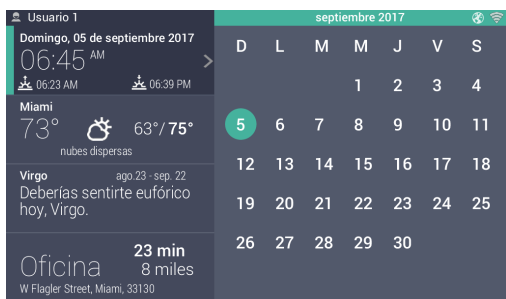 Usuario 1
Domingo, 05 de septiembre 2017
06:45 AM
06:23 AM 06:39 PM
Miami
73° 63°/75°
nubes dispersas
Virgo ago.23 - sep. 22
Deberías sentirte eufórico
hoy, Virgo.
Oficina 23 min
8 miles
W Flagler Street, Miami, 33130
septiembre 2017
D L M M J V S
1 2 3 4
5 6 7 8 9 10 11
12 13 14 15 16 17 18
19 20 21 22 23 24 25
26 27 28 29 30